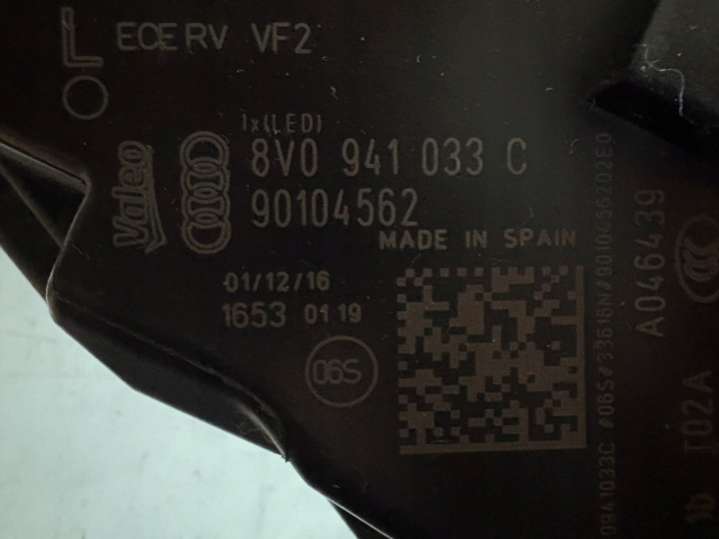 L ECE RV VF2
1x(LED)
8V0 941 033 C
90104562
Valeo
MADE IN SPAIN
01/12/16
1653 01 19
06S
A046439
T02A